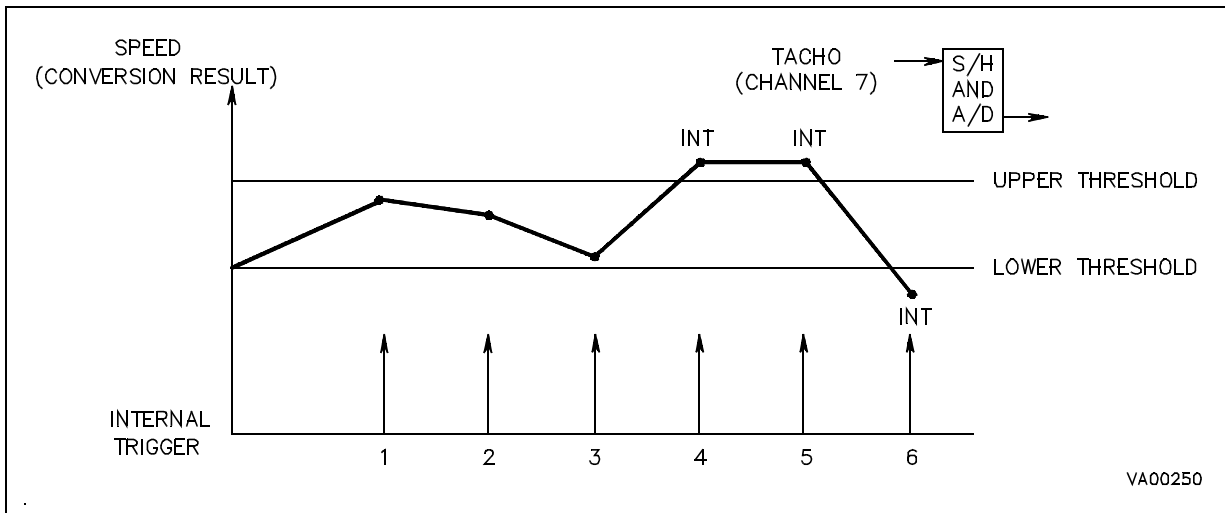 SPEED
(CONVERSION RESULT)
TACHO
(CHANNEL 7)
S/H
AND
A/D
INT
INT
UPPER THRESHOLD
LOWER THRESHOLD
INT
INTERNAL
TRIGGER
1 2 3 4 5 6
VA00250